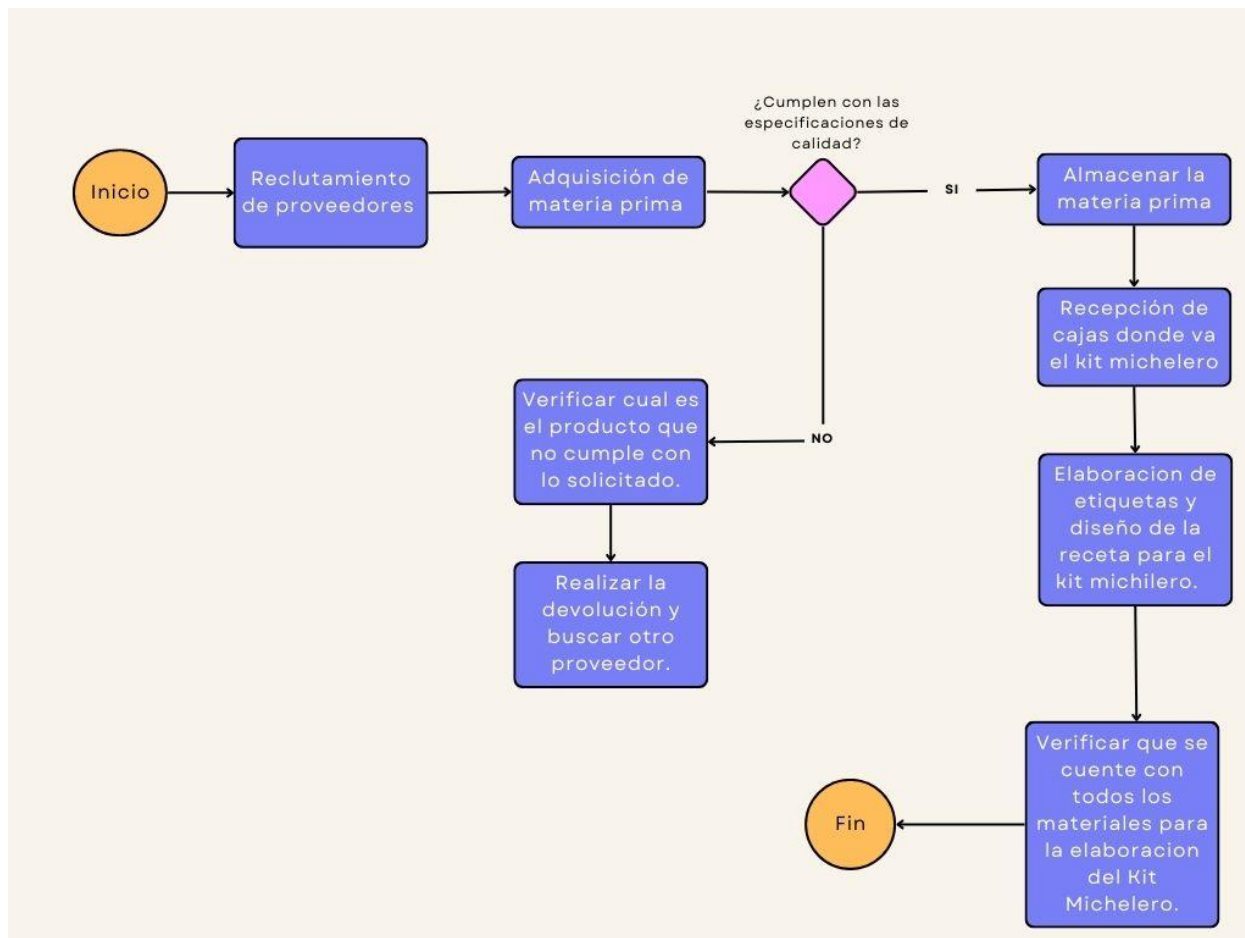 Inicio
Reclutamiento
de proveedores
Adquisición de
materia prima
¿Cumplen con las
especificaciones de
calidad?
SI
Almacenar la
materia prima
Recepción de
cajas donde va
el kit michelero
NO
Verificar cual es
el producto que
no cumple con
lo solicitado.
Elaboracion de
etiquetas y
diseño de la
receta para el
kit michilero.
Realizar la
devolución y
buscar otro
proveedor.
Verificar que se
cuente con
todos los
materiales para
la elaboracion
del Kit
Michelero.
Fin